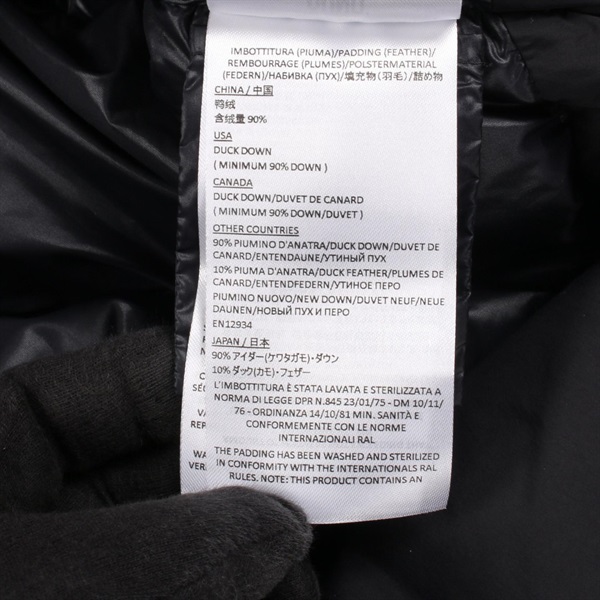 IMBOTTITURA (PIUMA)/PADDING (FEATHER)/
REMBOURRAGE (PLUMES)/POLSTERMATERIAL
(FEDERN)/НАБИВКА (ПУХ)/填充物 (羽毛)/詰め物
CHINA / 中国
鸭绒
含绒量 90%
USA
DUCK DOWN
( MINIMUM 90% DOWN )
CANADA
DUCK DOWN/DUVET DE CANARD
( MINIMUM 90% DOWN/DUVET )
OTHER COUNTRIES
90% PIUMINO D'ANATRA/DUCK DOWN/DUVET DE
CANARD/ENTENDAUNE/УТИНЫЙ ПУХ
10% PIUMA D'ANATRA/DUCK FEATHER/PLUMES DE
CANARD/ENTENDFEDERN/УТИНОЕ ПЕРО
PIUMINO NUOVO/NEW DOWN/DUVET NEUF/NEUE
DAUNEN/НОВЫЙ ПУХ И ПЕРО
EN12934
JAPAN / 日本
90%アイダー(ケワタガモ)・ダウン
10%ダック(カモ)・フェザー
L'IMBOTTITURA È STATA LAVATA E STERILIZZATA A
NORMA DI LEGGE DPR N.845 23/01/75 - DM 10/11/
76 - ORDINANZA 14/10/81 MIN. SANITÀ E
CONFORMEMENTE CON LE NORME
INTERNAZIONALI RAL
THE PADDING HAS BEEN WASHED AND STERILIZED
IN CONFORMITY WITH THE INTERNATIONALS RAL
RULES. NOTE: THIS PRODUCT CONTAINS AN